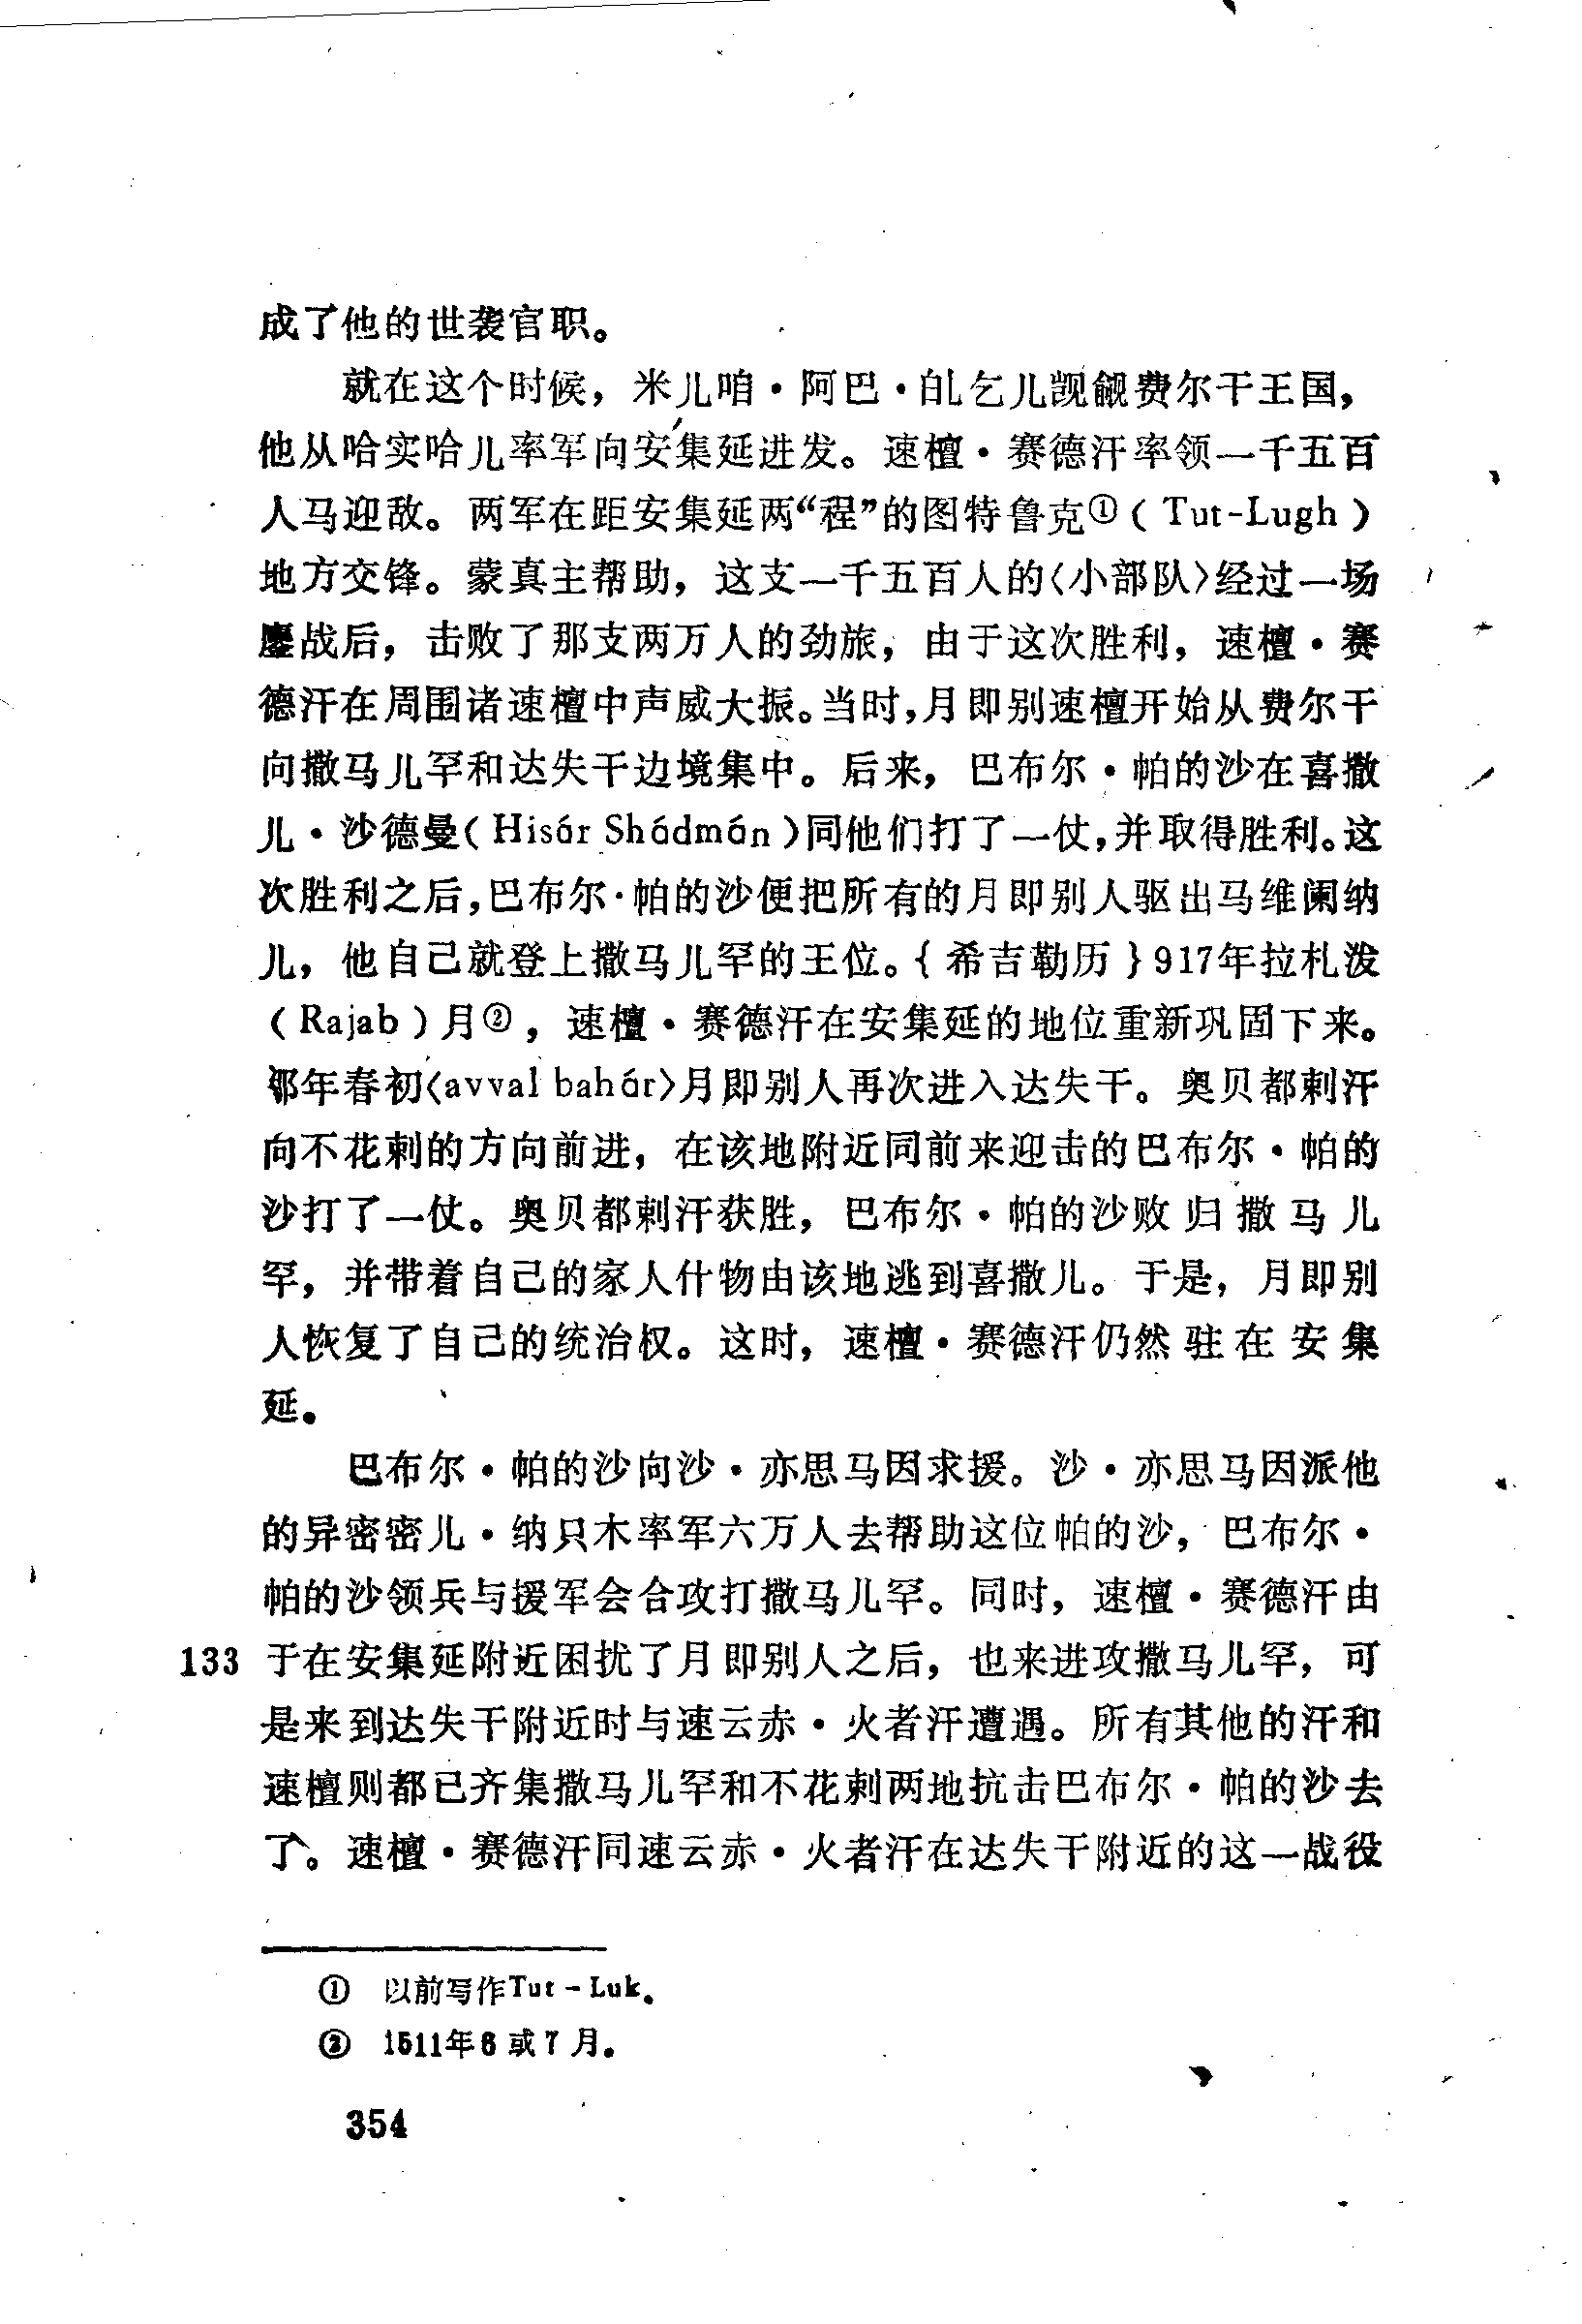 成了他的世袭官职。
就在这个时候，米儿咱·阿巴·白乞儿觊觎费尔干王国，
他从哈实哈儿率军向安集延进发。速檀·赛德汗率领一千五百
人马迎敌。两军在距安集延两“程”的图特鲁克①（Tut-Lugh）
地方交锋。蒙真主帮助，这支一千五百人的〈小部队〉经过一场
鏖战后，击败了那支两万人的劲旅，由于这次胜利，速檀·赛
德汗在周围诸速檀中声威大振。当时，月即别速檀开始从费尔干
向撒马儿罕和达失干边境集中。后来，巴布尔·帕的沙在喜撒
儿·沙德曼（Hisár Shádmán）同他们打了一仗，并取得胜利。这
次胜利之后，巴布尔·帕的沙便把所有的月即别人驱出马维阑纳
儿，他自己就登上撒马儿罕的王位。｛希吉勒历｝917年拉札泼
（Rajab）月②，速檀·赛德汗在安集延的地位重新巩固下来。
那年春初〈avval bahár〉月即别人再次进入达失干。奥贝都剌汗
向不花剌的方向前进，在该地附近同前来迎击的巴布尔·帕的
沙打了一仗。奥贝都剌汗获胜，巴布尔·帕的沙败归撒马儿
罕，并带着自己的家人什物由该地逃到喜撒儿。于是，月即别
人恢复了自己的统治权。这时，速檀·赛德汗仍然驻在安集
延。
巴布尔·帕的沙向沙·亦思马因求援。沙·亦思马因派他
的异密密儿·纳只木率军六万人去帮助这位帕的沙，巴布尔·
帕的沙领兵与援军会合攻打撒马儿罕。同时，速檀·赛德汗由
133 于在安集延附近困扰了月即别人之后，也来进攻撒马儿罕，可
是来到达失干附近时与速云赤·火者汗遭遇。所有其他的汗和
速檀则都已齐集撒马儿罕和不花剌两地抗击巴布尔·帕的沙去
了。速檀·赛德汗同速云赤·火者汗在达失干附近的这一战役
① 以前写作Tut－Luk。
② 1511年6或7月。
354